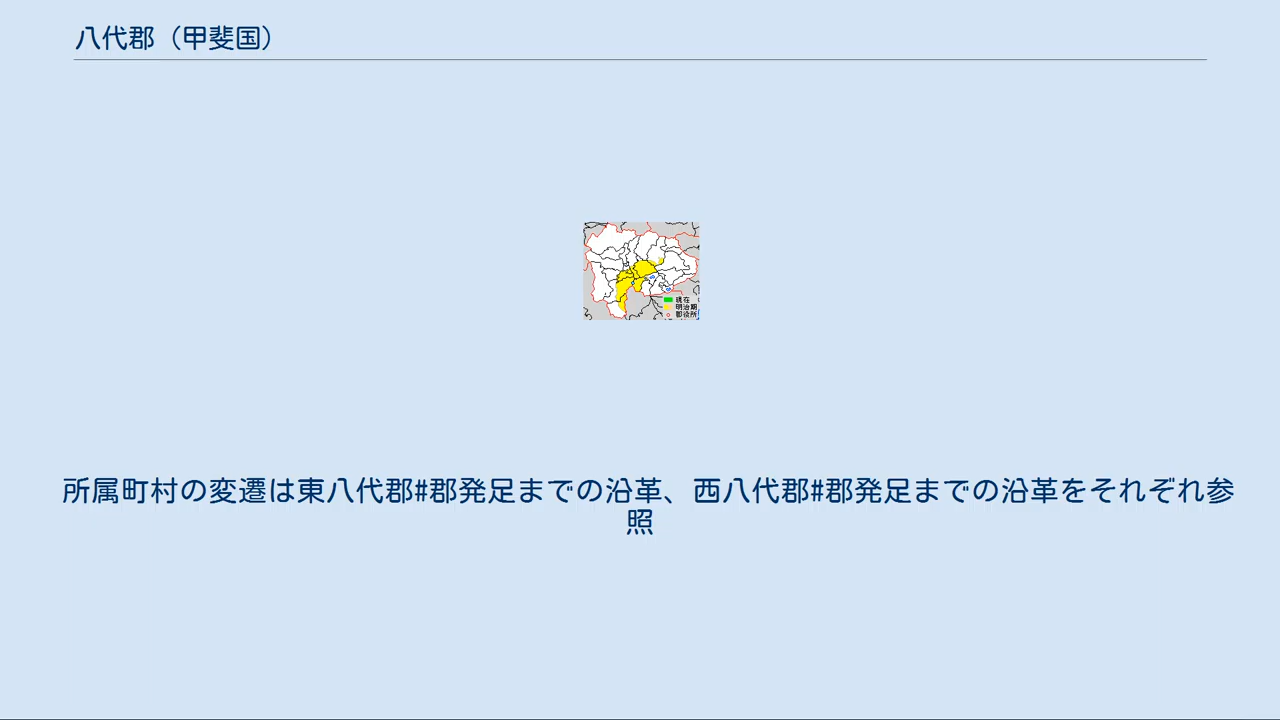 八代郡（甲斐国）
現在
明治期
郡役所
所属町村の変遷は東八代郡#郡発足までの沿革、西八代郡#郡発足までの沿革をそれぞれ参
照